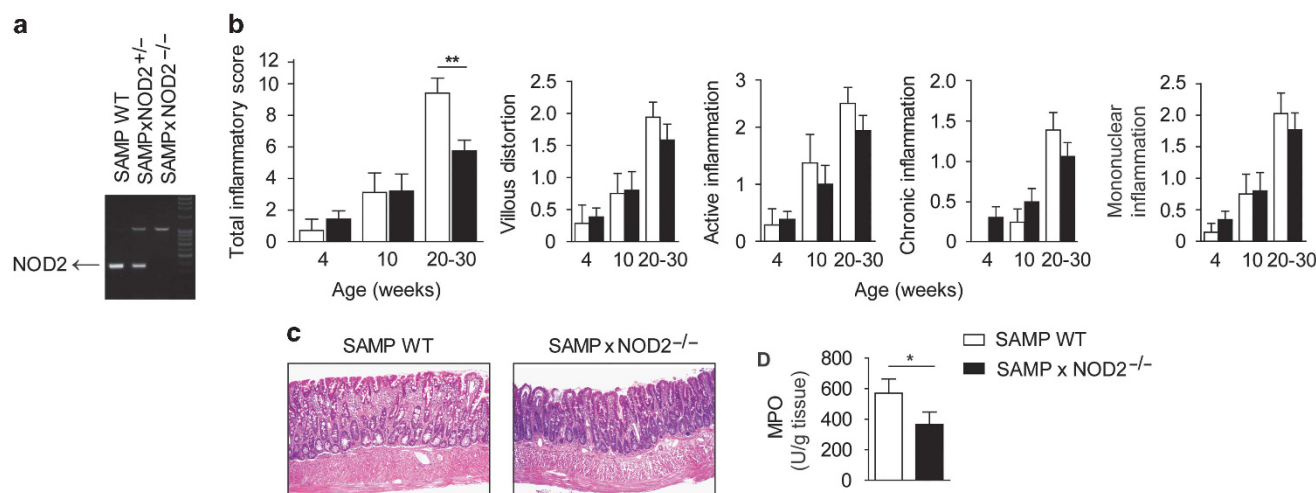 a
SAMP WT
SAMPxNOD2+/−
SAMPxNOD2−/−
NOD2 ←
b
Total inflammatory score
12
10
8
6
4
2
0
**
4 10 20-30
Age (weeks)
Villous distortion
2.5
2.0
1.5
1.0
0.5
0
4 10 20-30
Active inflammation
3
2
1
0
4 10 20-30
Chronic inflammation
2.0
1.5
1.0
0.5
0
4 10 20-30
Mononuclear
inflammation
2.5
2.0
1.5
1.0
0.5
0
4 10 20-30
Age (weeks)
c
SAMP WT
SAMP x NOD2−/−
D
MPO
(U/g tissue)
800
600
400
200
0
*
SAMP WT
SAMP x NOD2−/−